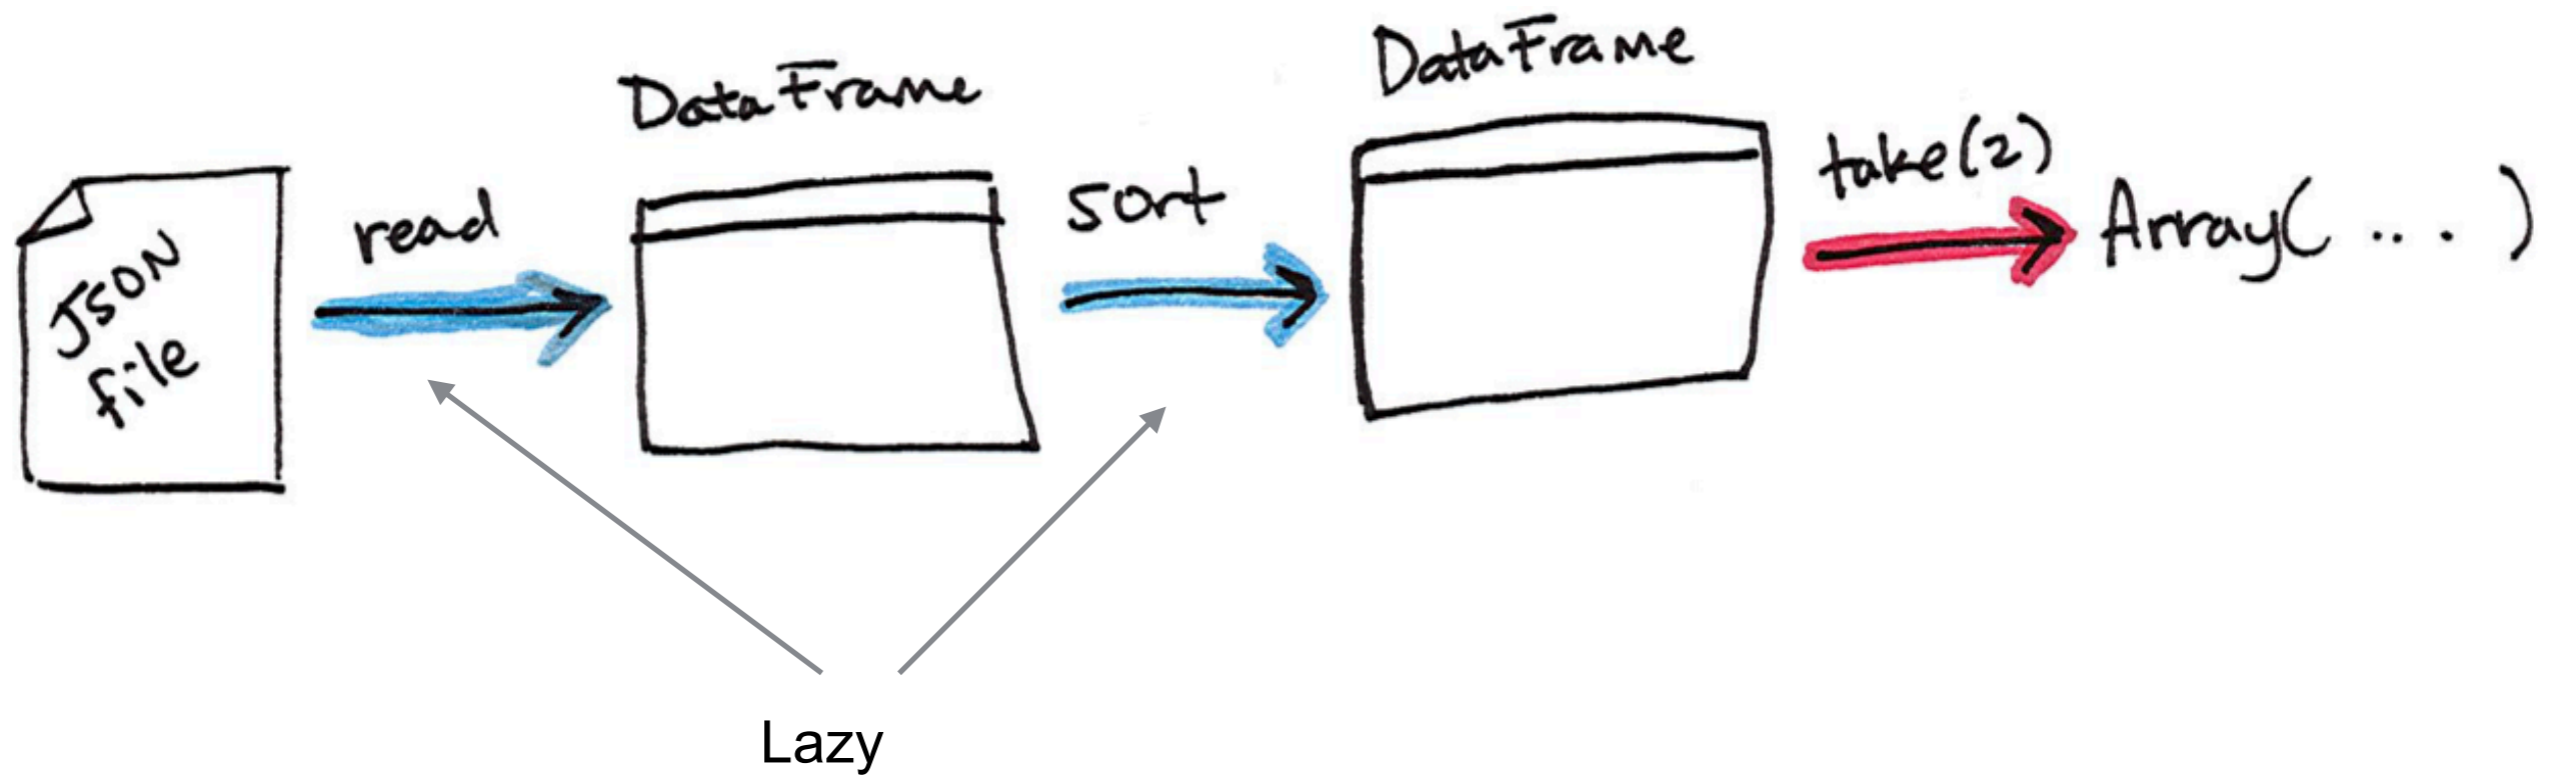 JSON
file
read
DataFrame
sort
DataFrame
take(2)
Array( ... )
Lazy